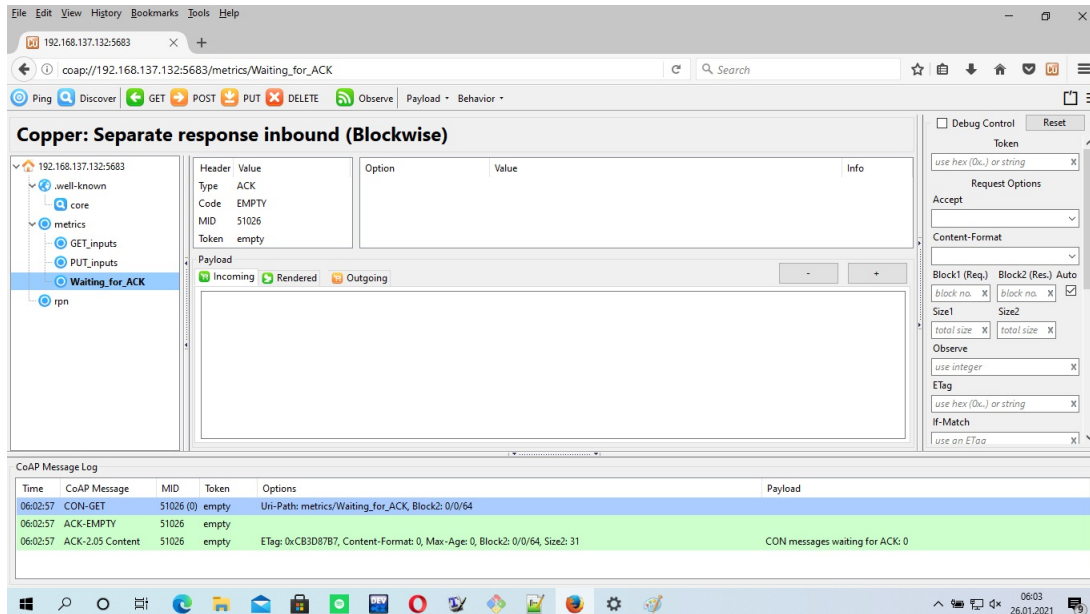 File Edit View History Bookmarks Tools Help
192.168.137.132:5683
coap://192.168.137.132:5683/metrics/Waiting_for_ACK
Search
Ping Discover GET POST PUT DELETE Observe Payload Behavior
Copper: Separate response inbound (Blockwise)
192.168.137.132:5683
.well-known
core
metrics
GET_inputs
PUT_inputs
Waiting_for_ACK
rpn
Header Value
Type ACK
Code EMPTY
MID 51026
Token empty
Option Value Info
Payload
Incoming Rendered Outgoing
- +
Debug Control Reset
Token
use hex (0x..) or string x
Request Options
Accept
Content-Format
Block1 (Req.) Block2 (Res.) Auto
block no. x block no. x
Size1 Size2
total size x total size x
Observe
use integer x
ETag
use hex (0x..) or string x
If-Match
use an ETag x
CoAP Message Log
Time CoAP Message MID Token Options Payload
06:02:57 CON-GET 51026 (0) empty Uri-Path: metrics/Waiting_for_ACK, Block2: 0/0/64
06:02:57 ACK-EMPTY 51026 empty
06:02:57 ACK-2.05 Content 51026 empty ETag: 0xCB3D87B7, Content-Format: 0, Max-Age: 0, Block2: 0/0/64, Size2: 31 CON messages waiting for ACK: 0
06:03
26.01.2021